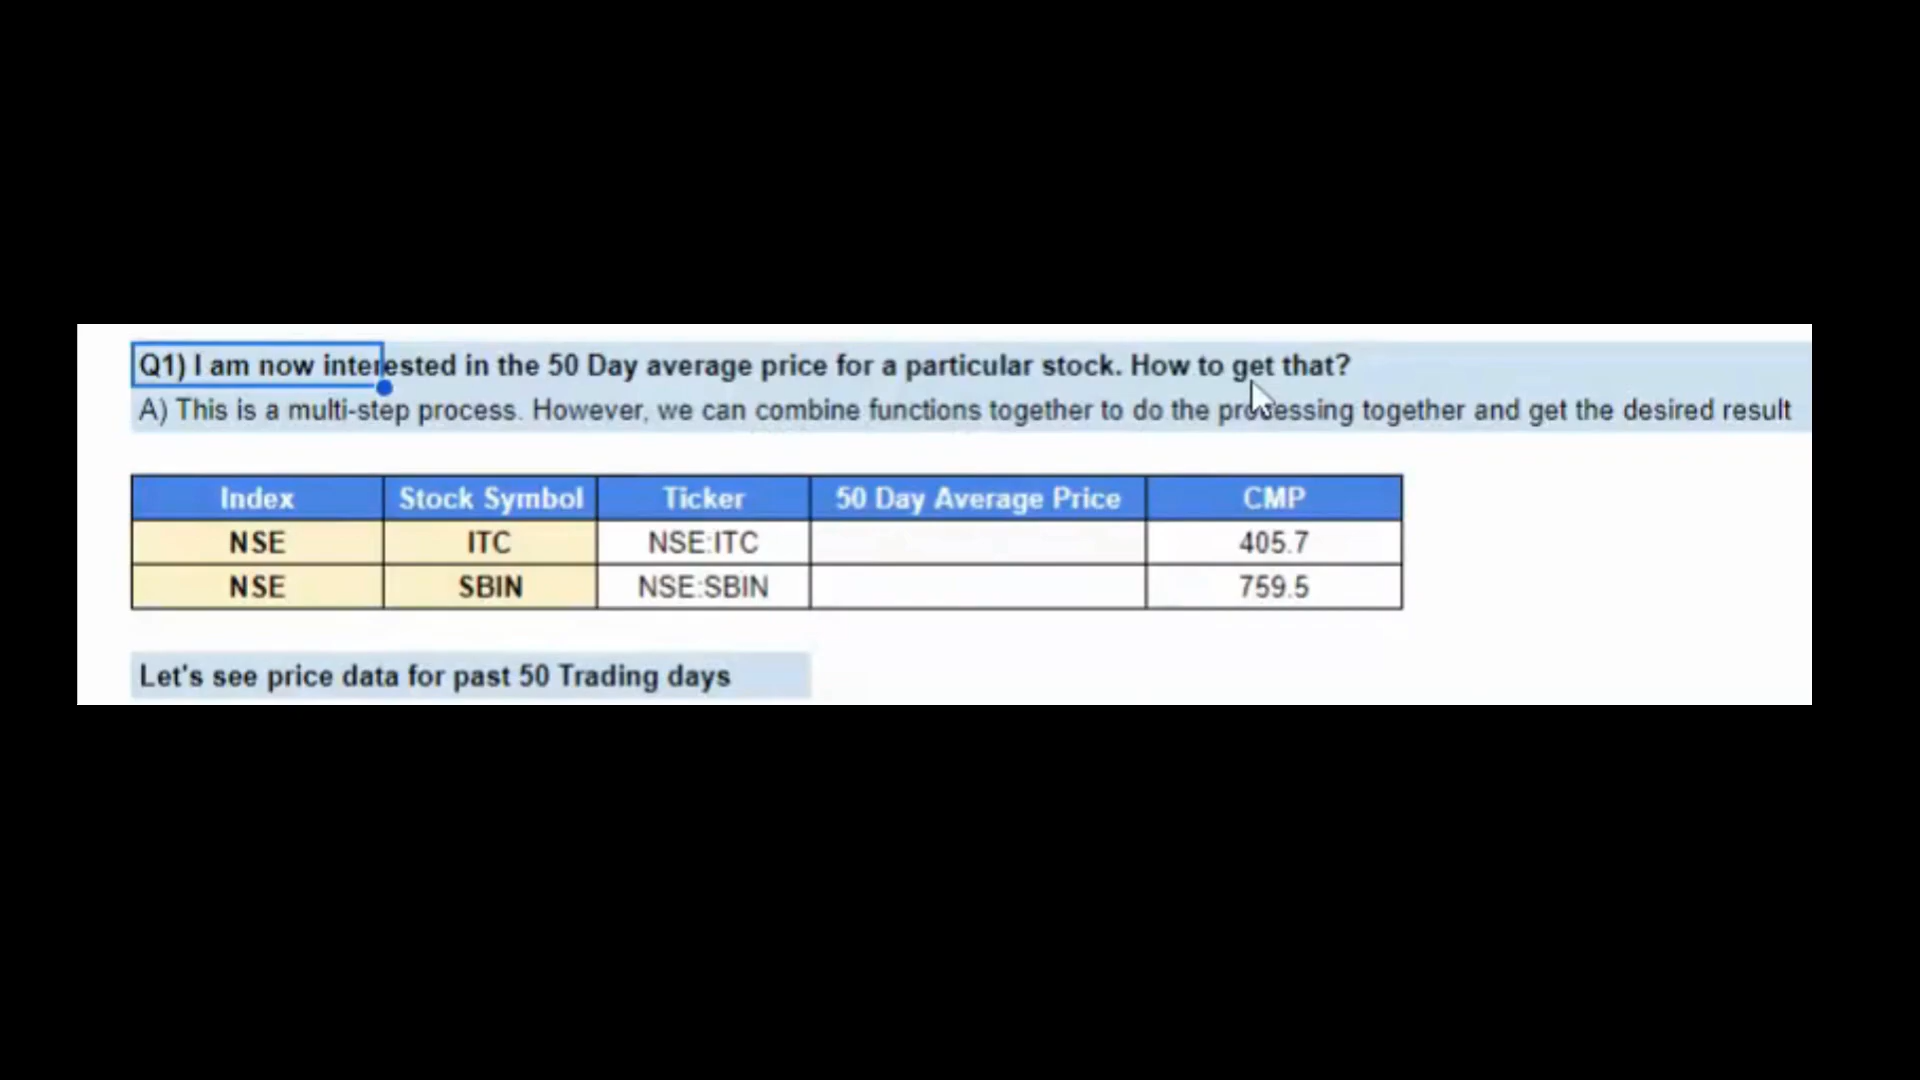 Q1) I am now interested in the 50 Day average price for a particular stock. How to get that?
A) This is a multi-step process. However, we can combine functions together to do the processing together and get the desired result
Index Stock Symbol Ticker 50 Day Average Price CMP
NSE ITC NSE:ITC 405.7
NSE SBIN NSE:SBIN 759.5
Let's see price data for past 50 Trading days